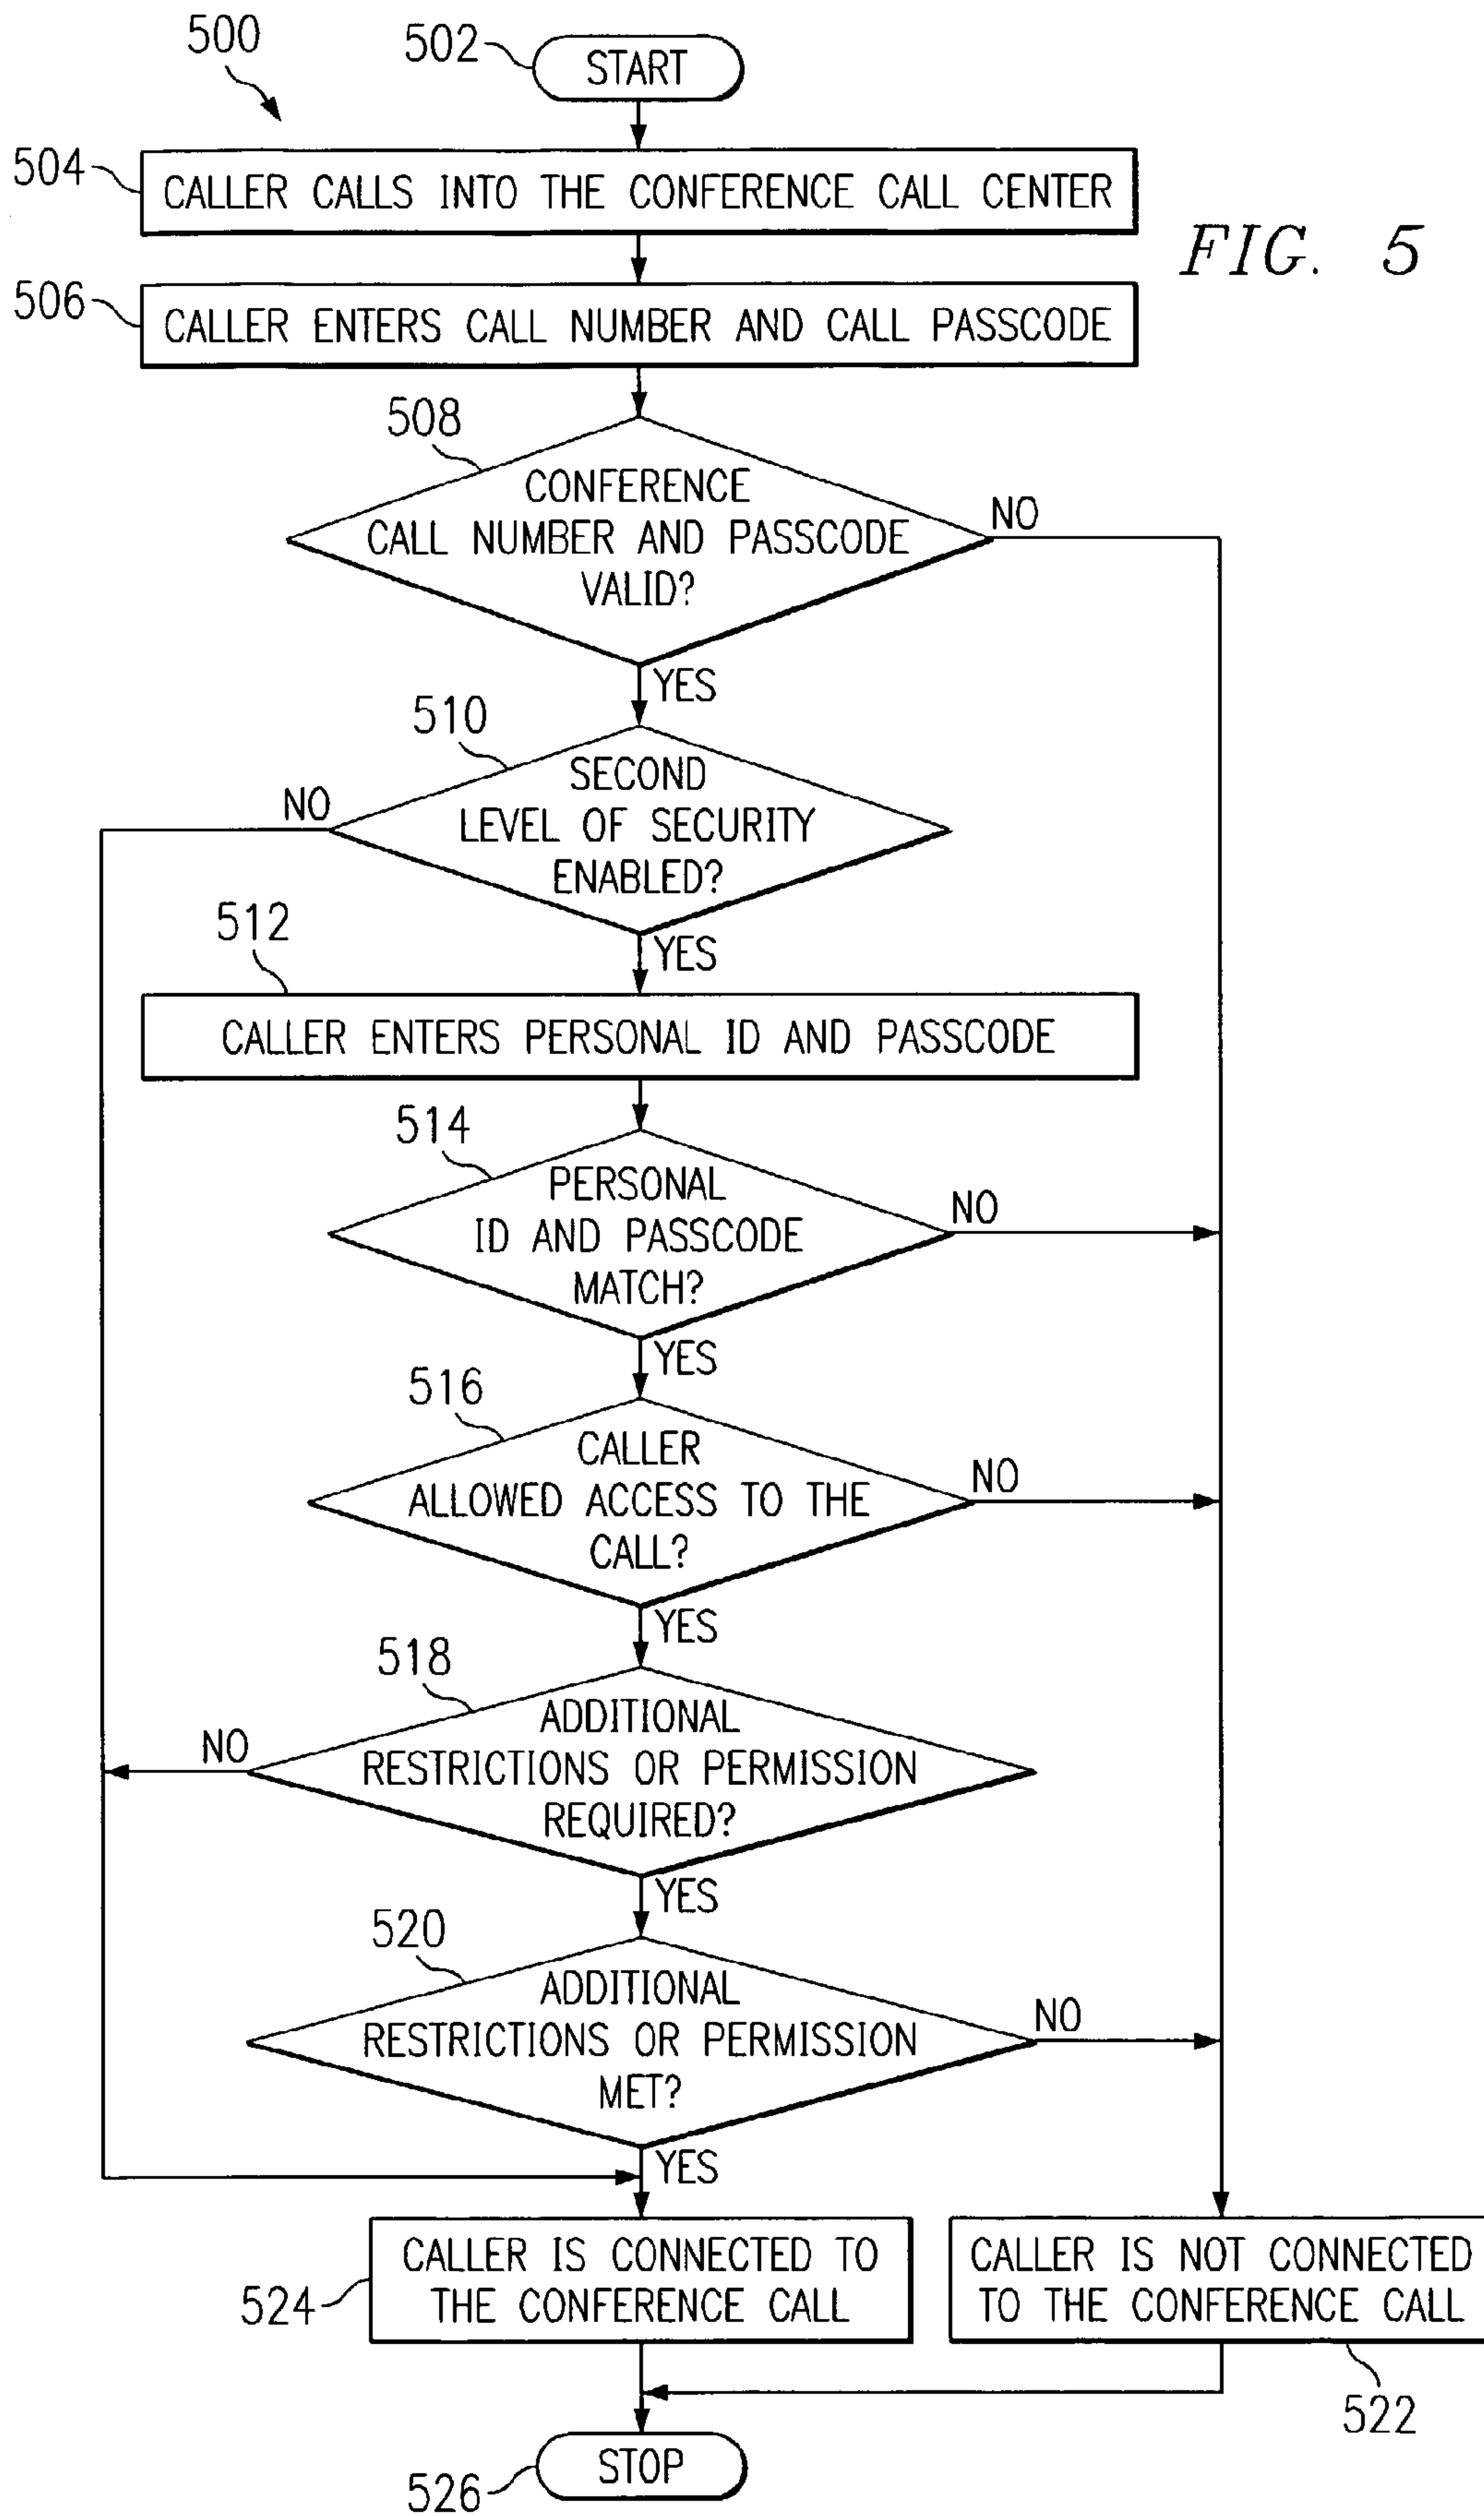 500
502
START
504
CALLER CALLS INTO THE CONFERENCE CALL CENTER
FIG. 5
506
CALLER ENTERS CALL NUMBER AND CALL PASSCODE
508
CONFERENCE
CALL NUMBER AND PASSCODE
VALID?
NO
YES
510
SECOND
LEVEL OF SECURITY
ENABLED?
NO
YES
512
CALLER ENTERS PERSONAL ID AND PASSCODE
514
PERSONAL
ID AND PASSCODE
MATCH?
NO
YES
516
CALLER
ALLOWED ACCESS TO THE
CALL?
NO
YES
518
ADDITIONAL
RESTRICTIONS OR PERMISSION
REQUIRED?
NO
YES
520
ADDITIONAL
RESTRICTIONS OR PERMISSION
MET?
NO
YES
524
CALLER IS CONNECTED TO
THE CONFERENCE CALL
CALLER IS NOT CONNECTED
TO THE CONFERENCE CALL
522
526
STOP